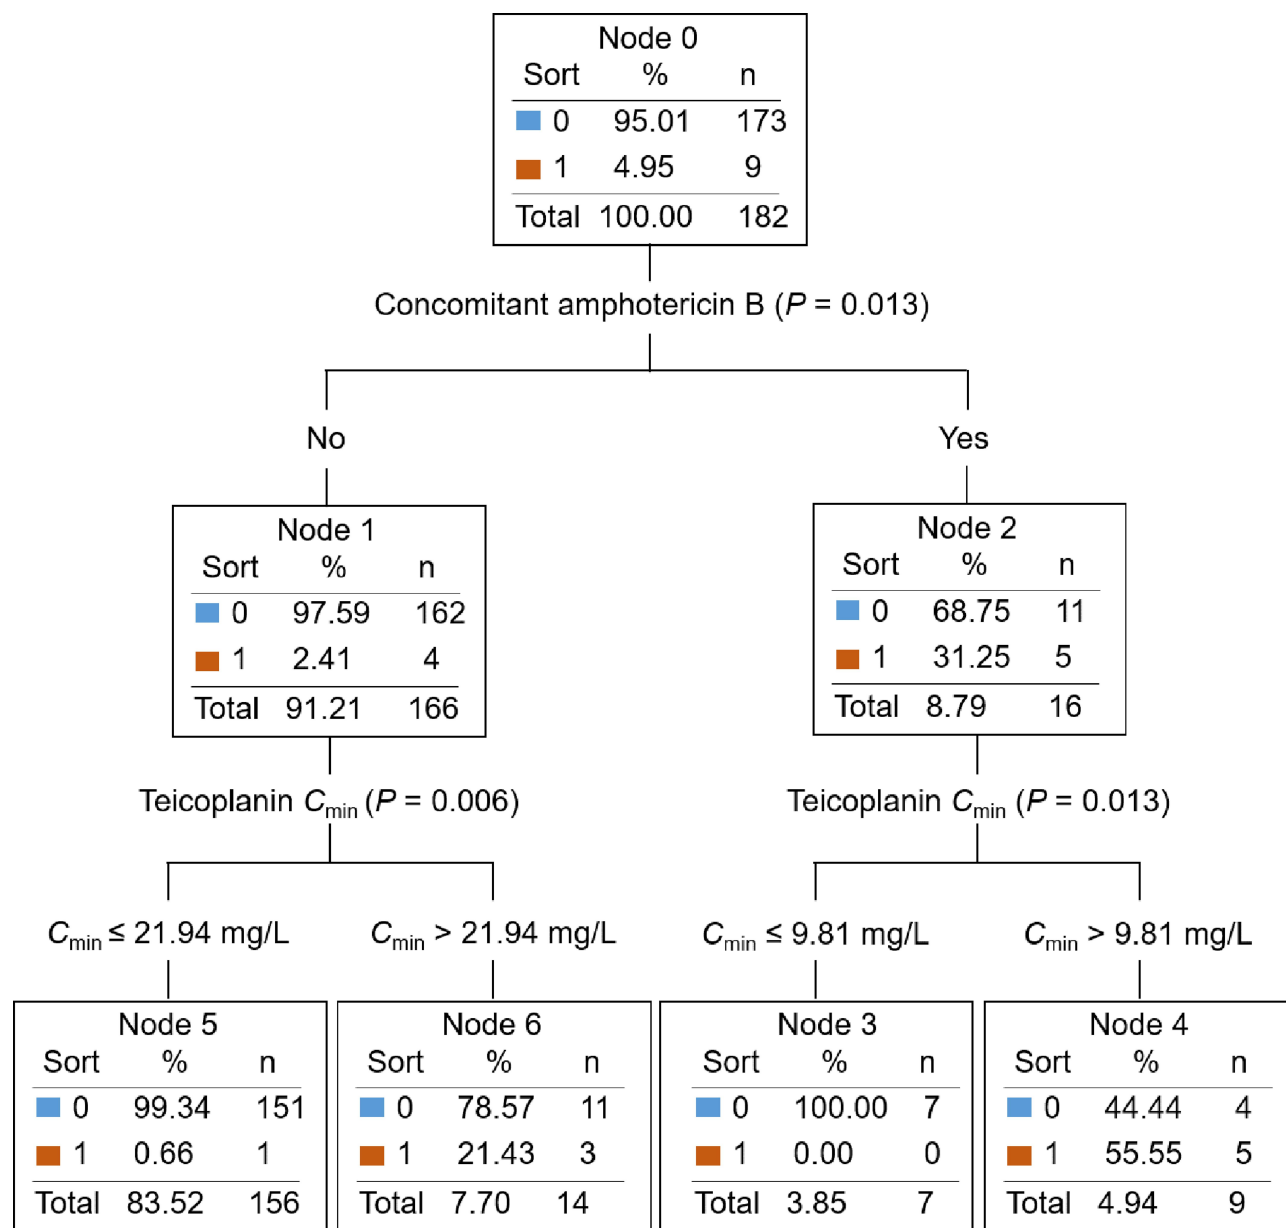 Node 0
Sort % n
0 95.01 173
1 4.95 9
Total 100.00 182
Concomitant amphotericin B (P = 0.013)
No Yes
Node 1
Sort % n
0 97.59 162
1 2.41 4
Total 91.21 166
Node 2
Sort % n
0 68.75 11
1 31.25 5
Total 8.79 16
Teicoplanin Cmin (P = 0.006)
Teicoplanin Cmin (P = 0.013)
Cmin ≤ 21.94 mg/L
Cmin > 21.94 mg/L
Cmin ≤ 9.81 mg/L
Cmin > 9.81 mg/L
Node 5
Sort % n
0 99.34 151
1 0.66 1
Total 83.52 156
Node 6
Sort % n
0 78.57 11
1 21.43 3
Total 7.70 14
Node 3
Sort % n
0 100.00 7
1 0.00 0
Total 3.85 7
Node 4
Sort % n
0 44.44 4
1 55.55 5
Total 4.94 9